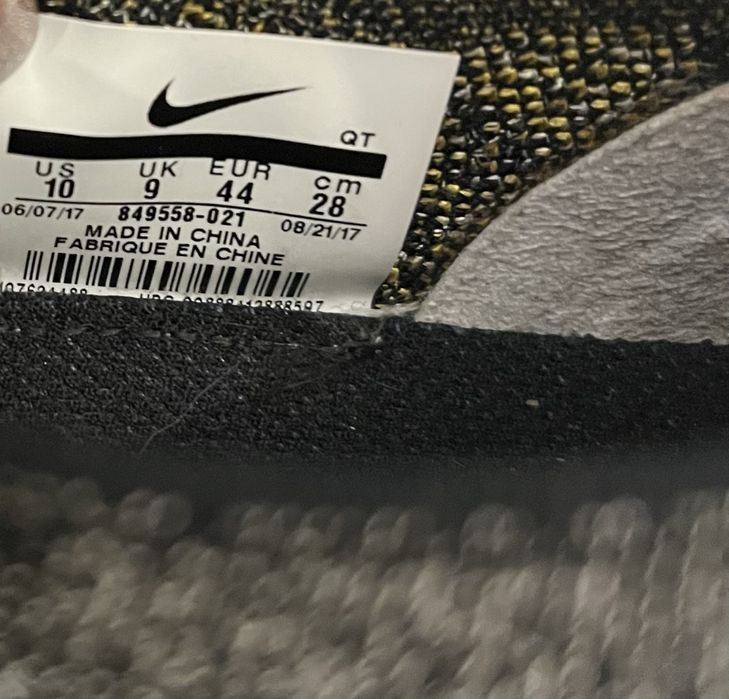 QT
US UK EUR cm
10 9 44 28
06/07/17 849558-021 08/21/17
MADE IN CHINA
FABRIQUE EN CHINE